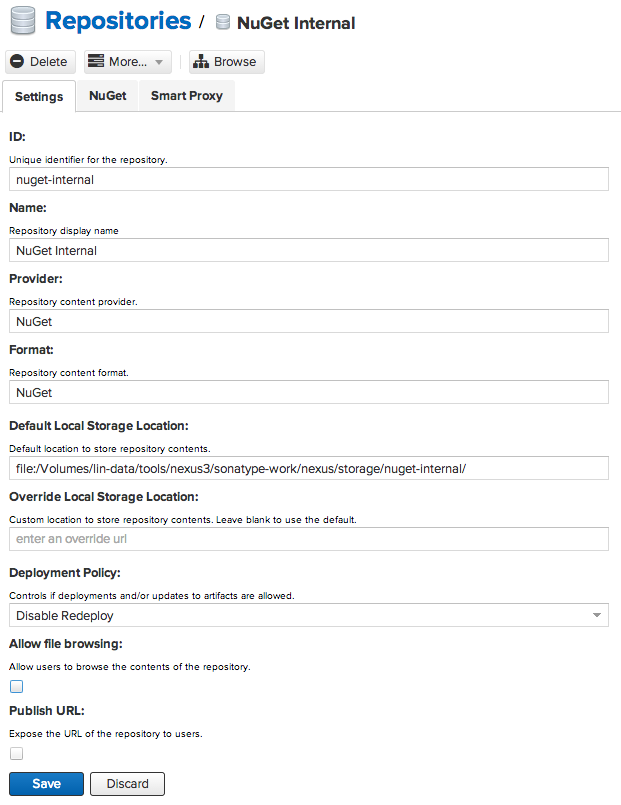 Repositories / NuGet Internal
Delete More... Browse
Settings NuGet Smart Proxy
ID:
Unique identifier for the repository.
nuget-internal
Name:
Repository display name
NuGet Internal
Provider:
Repository content provider.
NuGet
Format:
Repository content format.
NuGet
Default Local Storage Location:
Default location to store repository contents.
file:/Volumes/lin-data/tools/nexus3/sonatype-work/nexus/storage/nuget-internal/
Override Local Storage Location:
Custom location to store repository contents. Leave blank to use the default.
enter an override url
Deployment Policy:
Controls if deployments and/or updates to artifacts are allowed.
Disable Redeploy
Allow file browsing:
Allow users to browse the contents of the repository.
Publish URL:
Expose the URL of the repository to users.
Save Discard